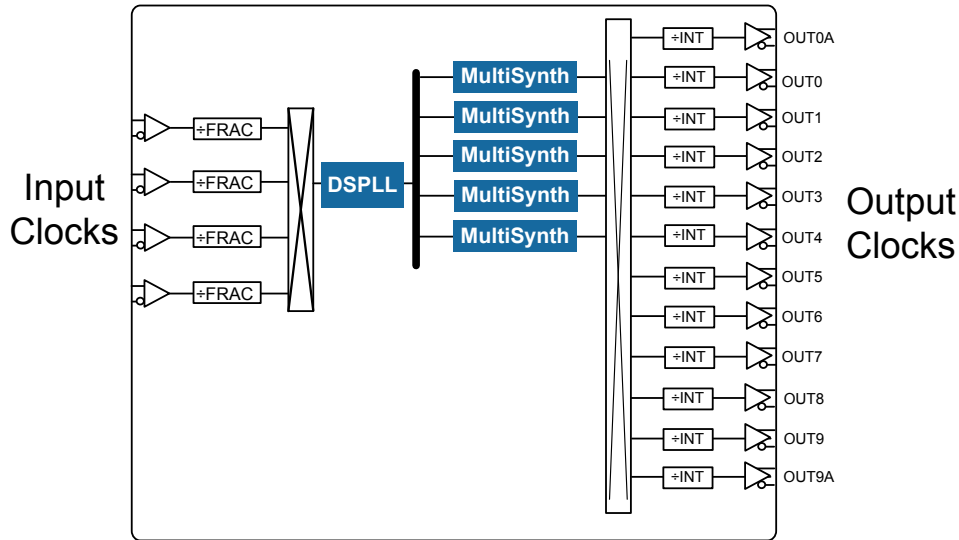 ÷INT
OUT0A
MultiSynth
÷INT
OUT0
MultiSynth
÷INT
OUT1
÷FRAC
MultiSynth
÷INT
OUT2
Input
Clocks
÷FRAC
DSPLL
MultiSynth
÷INT
OUT3
Output
Clocks
÷FRAC
MultiSynth
÷INT
OUT4
÷INT
OUT5
÷FRAC
÷INT
OUT6
÷INT
OUT7
÷INT
OUT8
÷INT
OUT9
÷INT
OUT9A